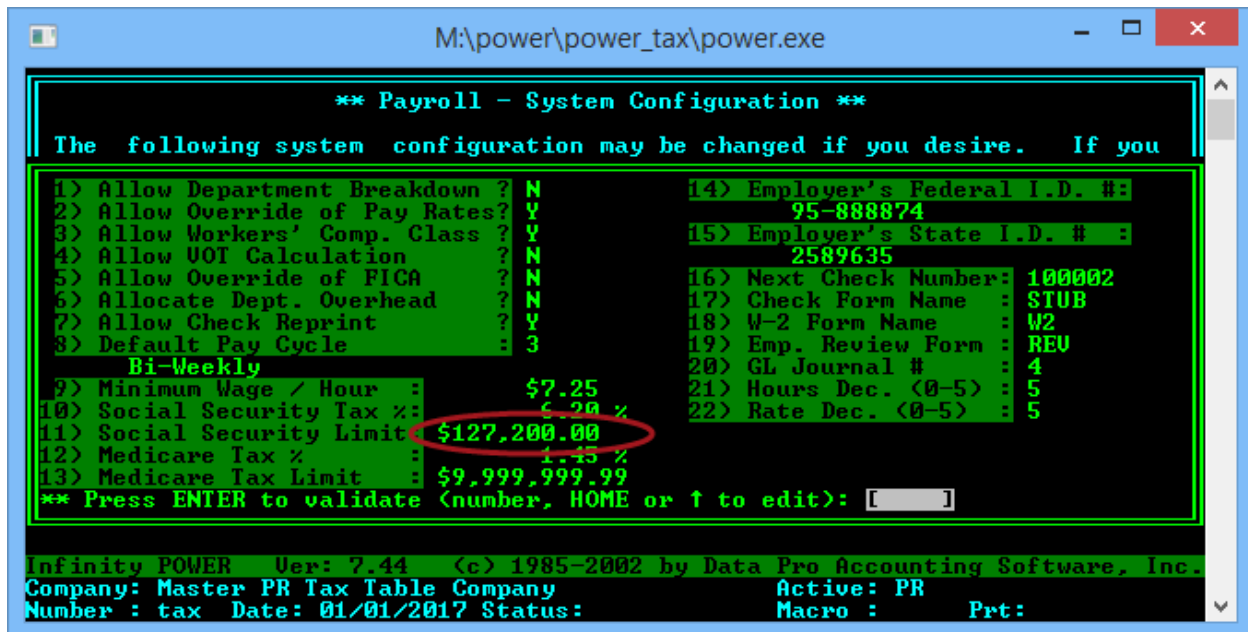 M:\power\power_tax\power.exe
** Payroll - System Configuration **
The following system configuration may be changed if you desire. If you
1) Allow Department Breakdown ? N
2) Allow Override of Pay Rates? Y
3) Allow Workers' Comp. Class ? Y
4) Allow UOT Calculation ? N
5) Allow Override of FICA ? N
6) Allocate Dept. Overhead ? N
7) Allow Check Reprint ? Y
8) Default Pay Cycle : 3
Bi-Weekly
9) Minimum Wage / Hour : $7.25
10) Social Security Tax %: 6.20 %
11) Social Security Limit: $127,200.00
12) Medicare Tax % : 1.45 %
13) Medicare Tax Limit : $9,999,999.99
14) Employer's Federal I.D. #:
95-888874
15) Employer's State I.D. # :
2589635
16) Next Check Number: 100002
17) Check Form Name : STUB
18) W-2 Form Name : W2
19) Emp. Review Form : REV
20) GL Journal # : 4
21) Hours Dec. (0-5) : 5
22) Rate Dec. (0-5) : 5
** Press ENTER to validate (number, HOME or ↑ to edit): [ ]
Infinity POWER Ver: 7.44 (c) 1985-2002 by Data Pro Accounting Software, Inc.
Company: Master PR Tax Table Company Active: PR
Number : tax Date: 01/01/2017 Status: Macro : Prt: